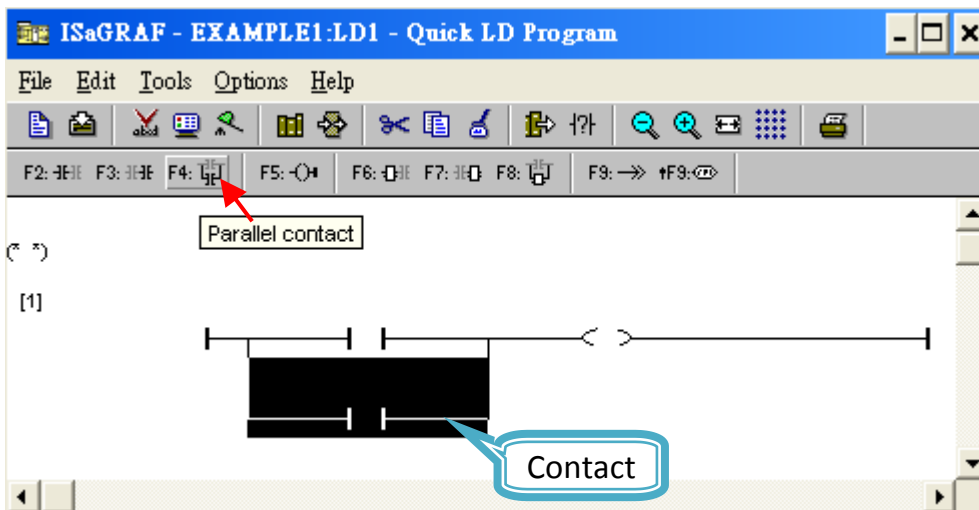 ISaGRAF - EXAMPLE1:LD1 - Quick LD Program
File Edit Tools Options Help
F2: F3: F4: F5: F6: F7: F8: F9: F9:
Parallel contact
(* *)
[1]
Contact